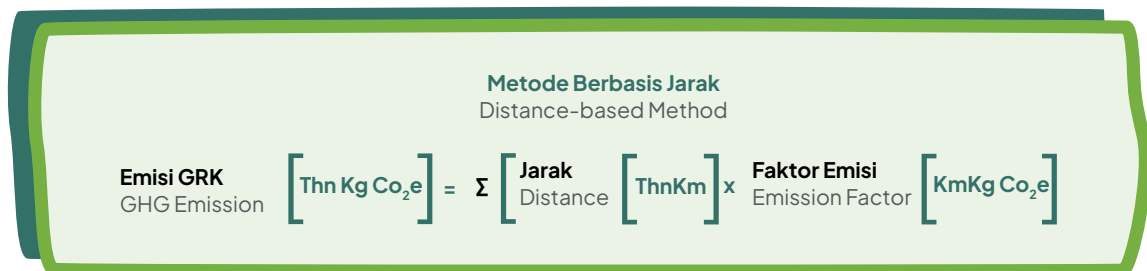 Metode Berbasis Jarak
Distance-based Method
Emisi GRK [Thn Kg Co₂e] = Σ [Jarak [ThnKm] x Faktor Emisi [KmKg Co₂e]
GHG Emission Distance Emission Factor